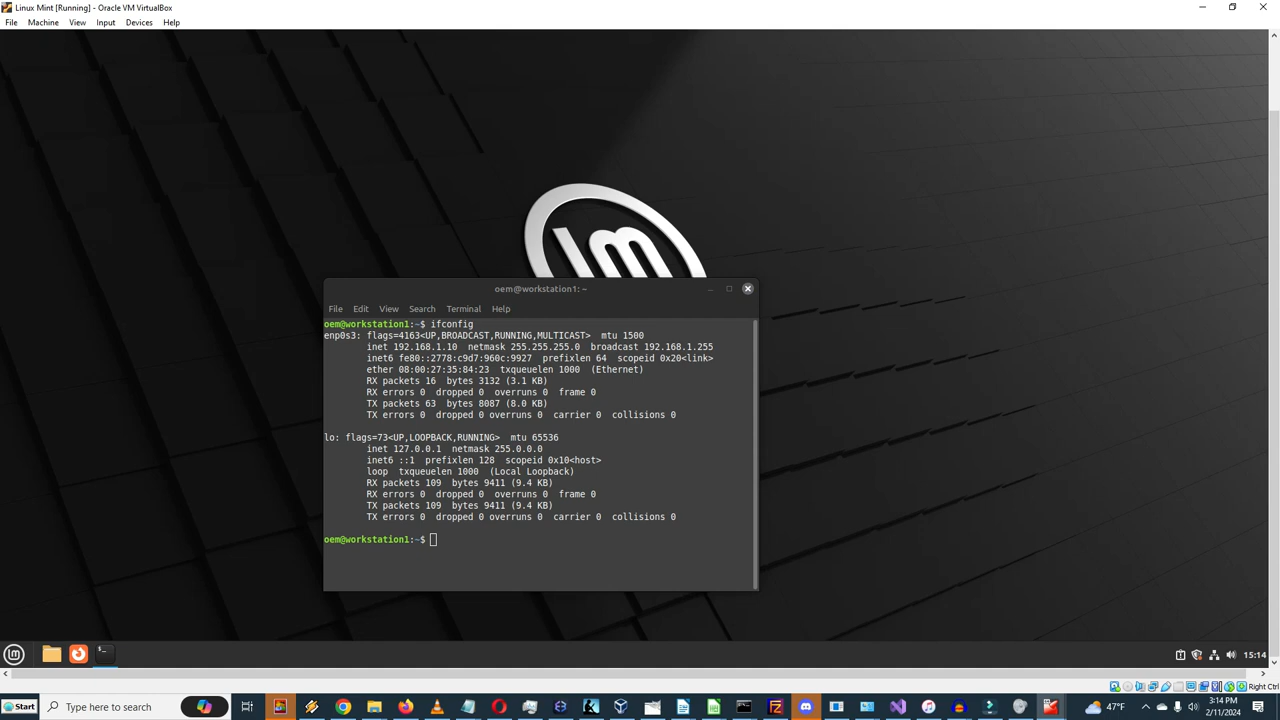 Linux Mint [Running] - Oracle VM VirtualBox
File Machine View Input Devices Help
lm
oem@workstation1: ~
File Edit View Search Terminal Help
oem@workstation1:~$ ifconfig
enp0s3: flags=4163<UP,BROADCAST,RUNNING,MULTICAST>  mtu 1500
        inet 192.168.1.10  netmask 255.255.255.0  broadcast 192.168.1.255
        inet6 fe80::2778:c9d7:960c:9927  prefixlen 64  scopeid 0x20<link>
        ether 08:00:27:35:84:23  txqueuelen 1000  (Ethernet)
        RX packets 16  bytes 3132 (3.1 KB)
        RX errors 0  dropped 0  overruns 0  frame 0
        TX packets 63  bytes 8087 (8.0 KB)
        TX errors 0  dropped 0 overruns 0  carrier 0  collisions 0
lo: flags=73<UP,LOOPBACK,RUNNING>  mtu 65536
        inet 127.0.0.1  netmask 255.0.0.0
        inet6 ::1  prefixlen 128  scopeid 0x10<host>
        loop  txqueuelen 1000  (Local Loopback)
        RX packets 109  bytes 9411 (9.4 KB)
        RX errors 0  dropped 0  overruns 0  frame 0
        TX packets 109  bytes 9411 (9.4 KB)
        TX errors 0  dropped 0 overruns 0  carrier 0  collisions 0
oem@workstation1:~$
15:14
Right Ctrl
Start Type here to search 47°F 3:14 PM
2/11/2024